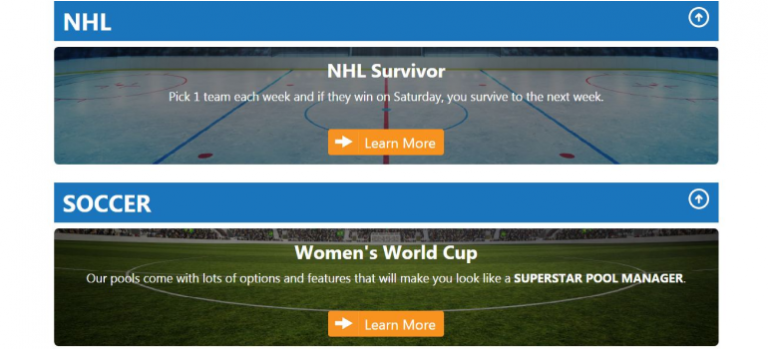 NHL
NHL Survivor
Pick 1 team each week and if they win on Saturday, you survive to the next week.
Learn More
SOCCER
Women's World Cup
Our pools come with lots of options and features that will make you look like a SUPERSTAR POOL MANAGER.
Learn More